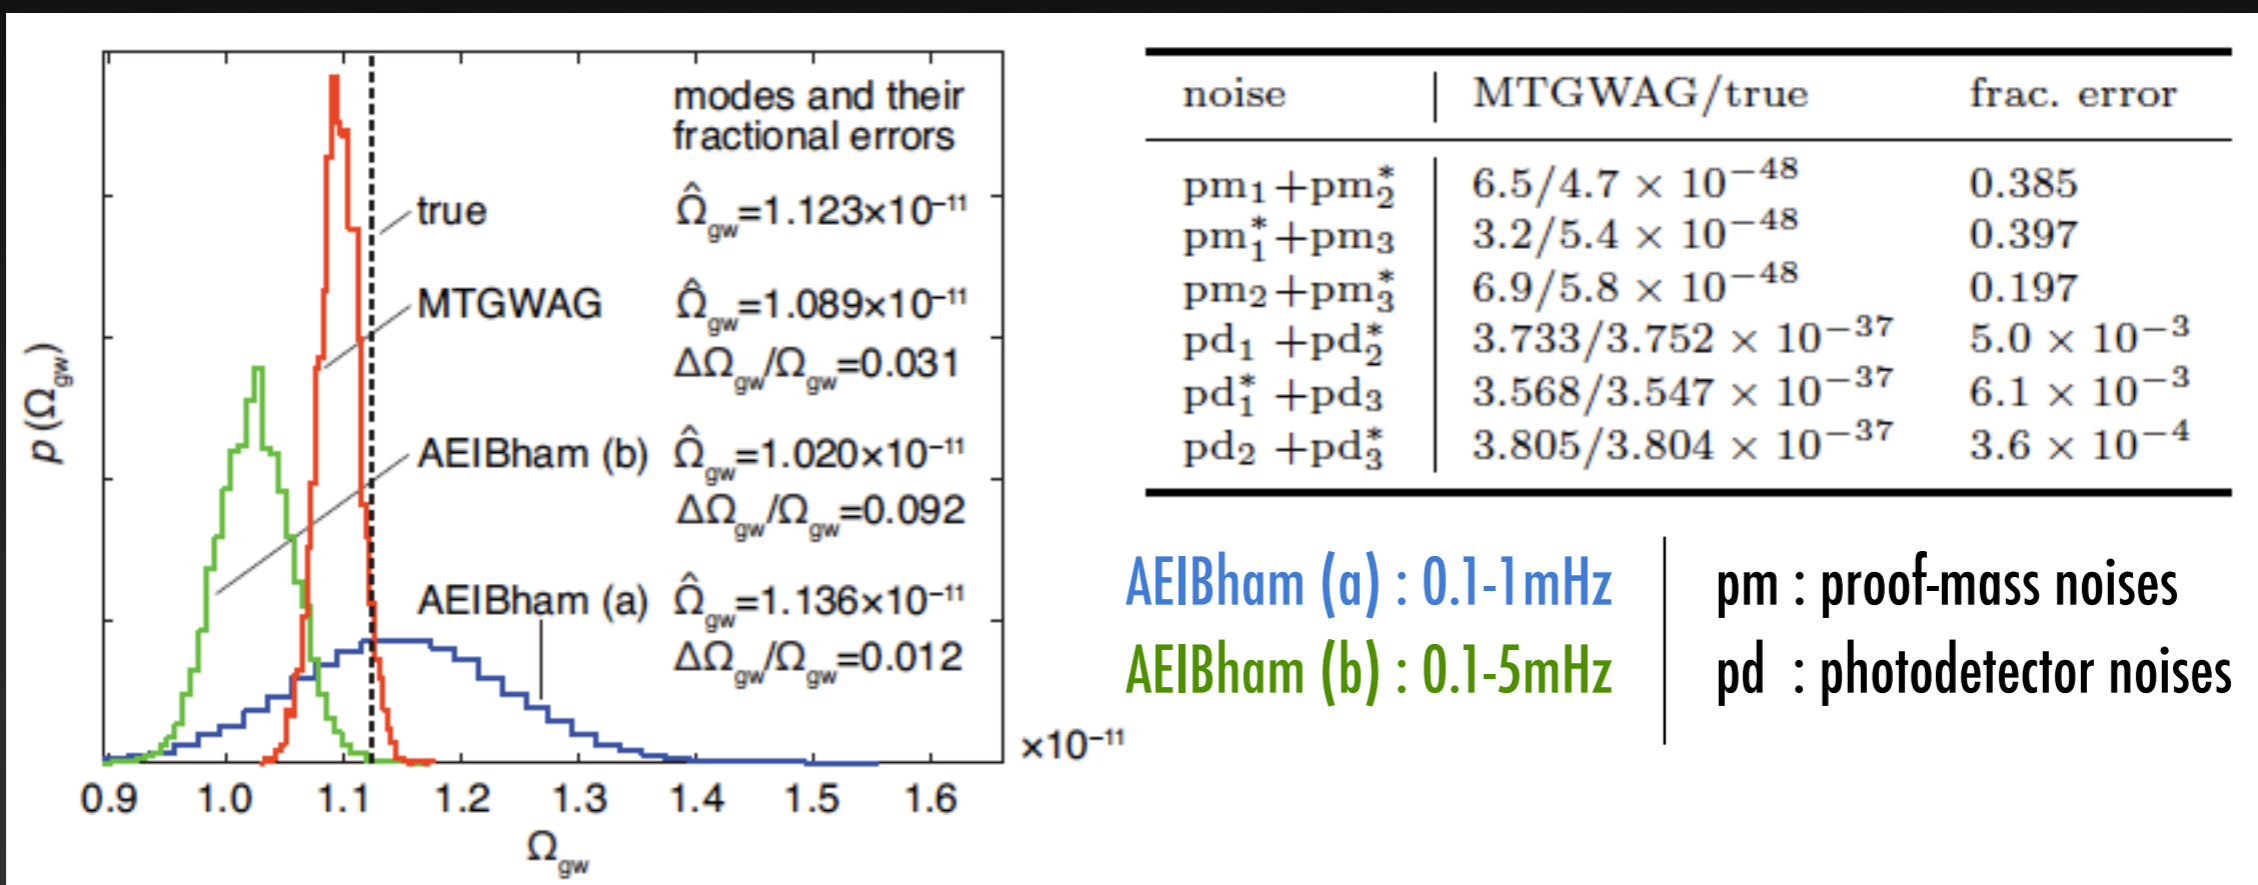 modes and their
fractional errors
true Ω̂gw=1.123×10⁻¹¹
MTGWAG Ω̂gw=1.089×10⁻¹¹
ΔΩgw/Ωgw=0.031
AEIBham (b) Ω̂gw=1.020×10⁻¹¹
ΔΩgw/Ωgw=0.092
AEIBham (a) Ω̂gw=1.136×10⁻¹¹
ΔΩgw/Ωgw=0.012
p(Ωgw)
×10⁻¹¹
0.9 1.0 1.1 1.2 1.3 1.4 1.5 1.6
Ωgw
noise MTGWAG/true frac. error
pm₁+pm₂* 6.5/4.7 × 10⁻⁴⁸ 0.385
pm₁*+pm₃ 3.2/5.4 × 10⁻⁴⁸ 0.397
pm₂+pm₃* 6.9/5.8 × 10⁻⁴⁸ 0.197
pd₁ +pd₂* 3.733/3.752 × 10⁻³⁷ 5.0 × 10⁻³
pd₁* +pd₃ 3.568/3.547 × 10⁻³⁷ 6.1 × 10⁻³
pd₂ +pd₃* 3.805/3.804 × 10⁻³⁷ 3.6 × 10⁻⁴
AEIBham (a) : 0.1-1mHz
AEIBham (b) : 0.1-5mHz
pm : proof-mass noises
pd : photodetector noises